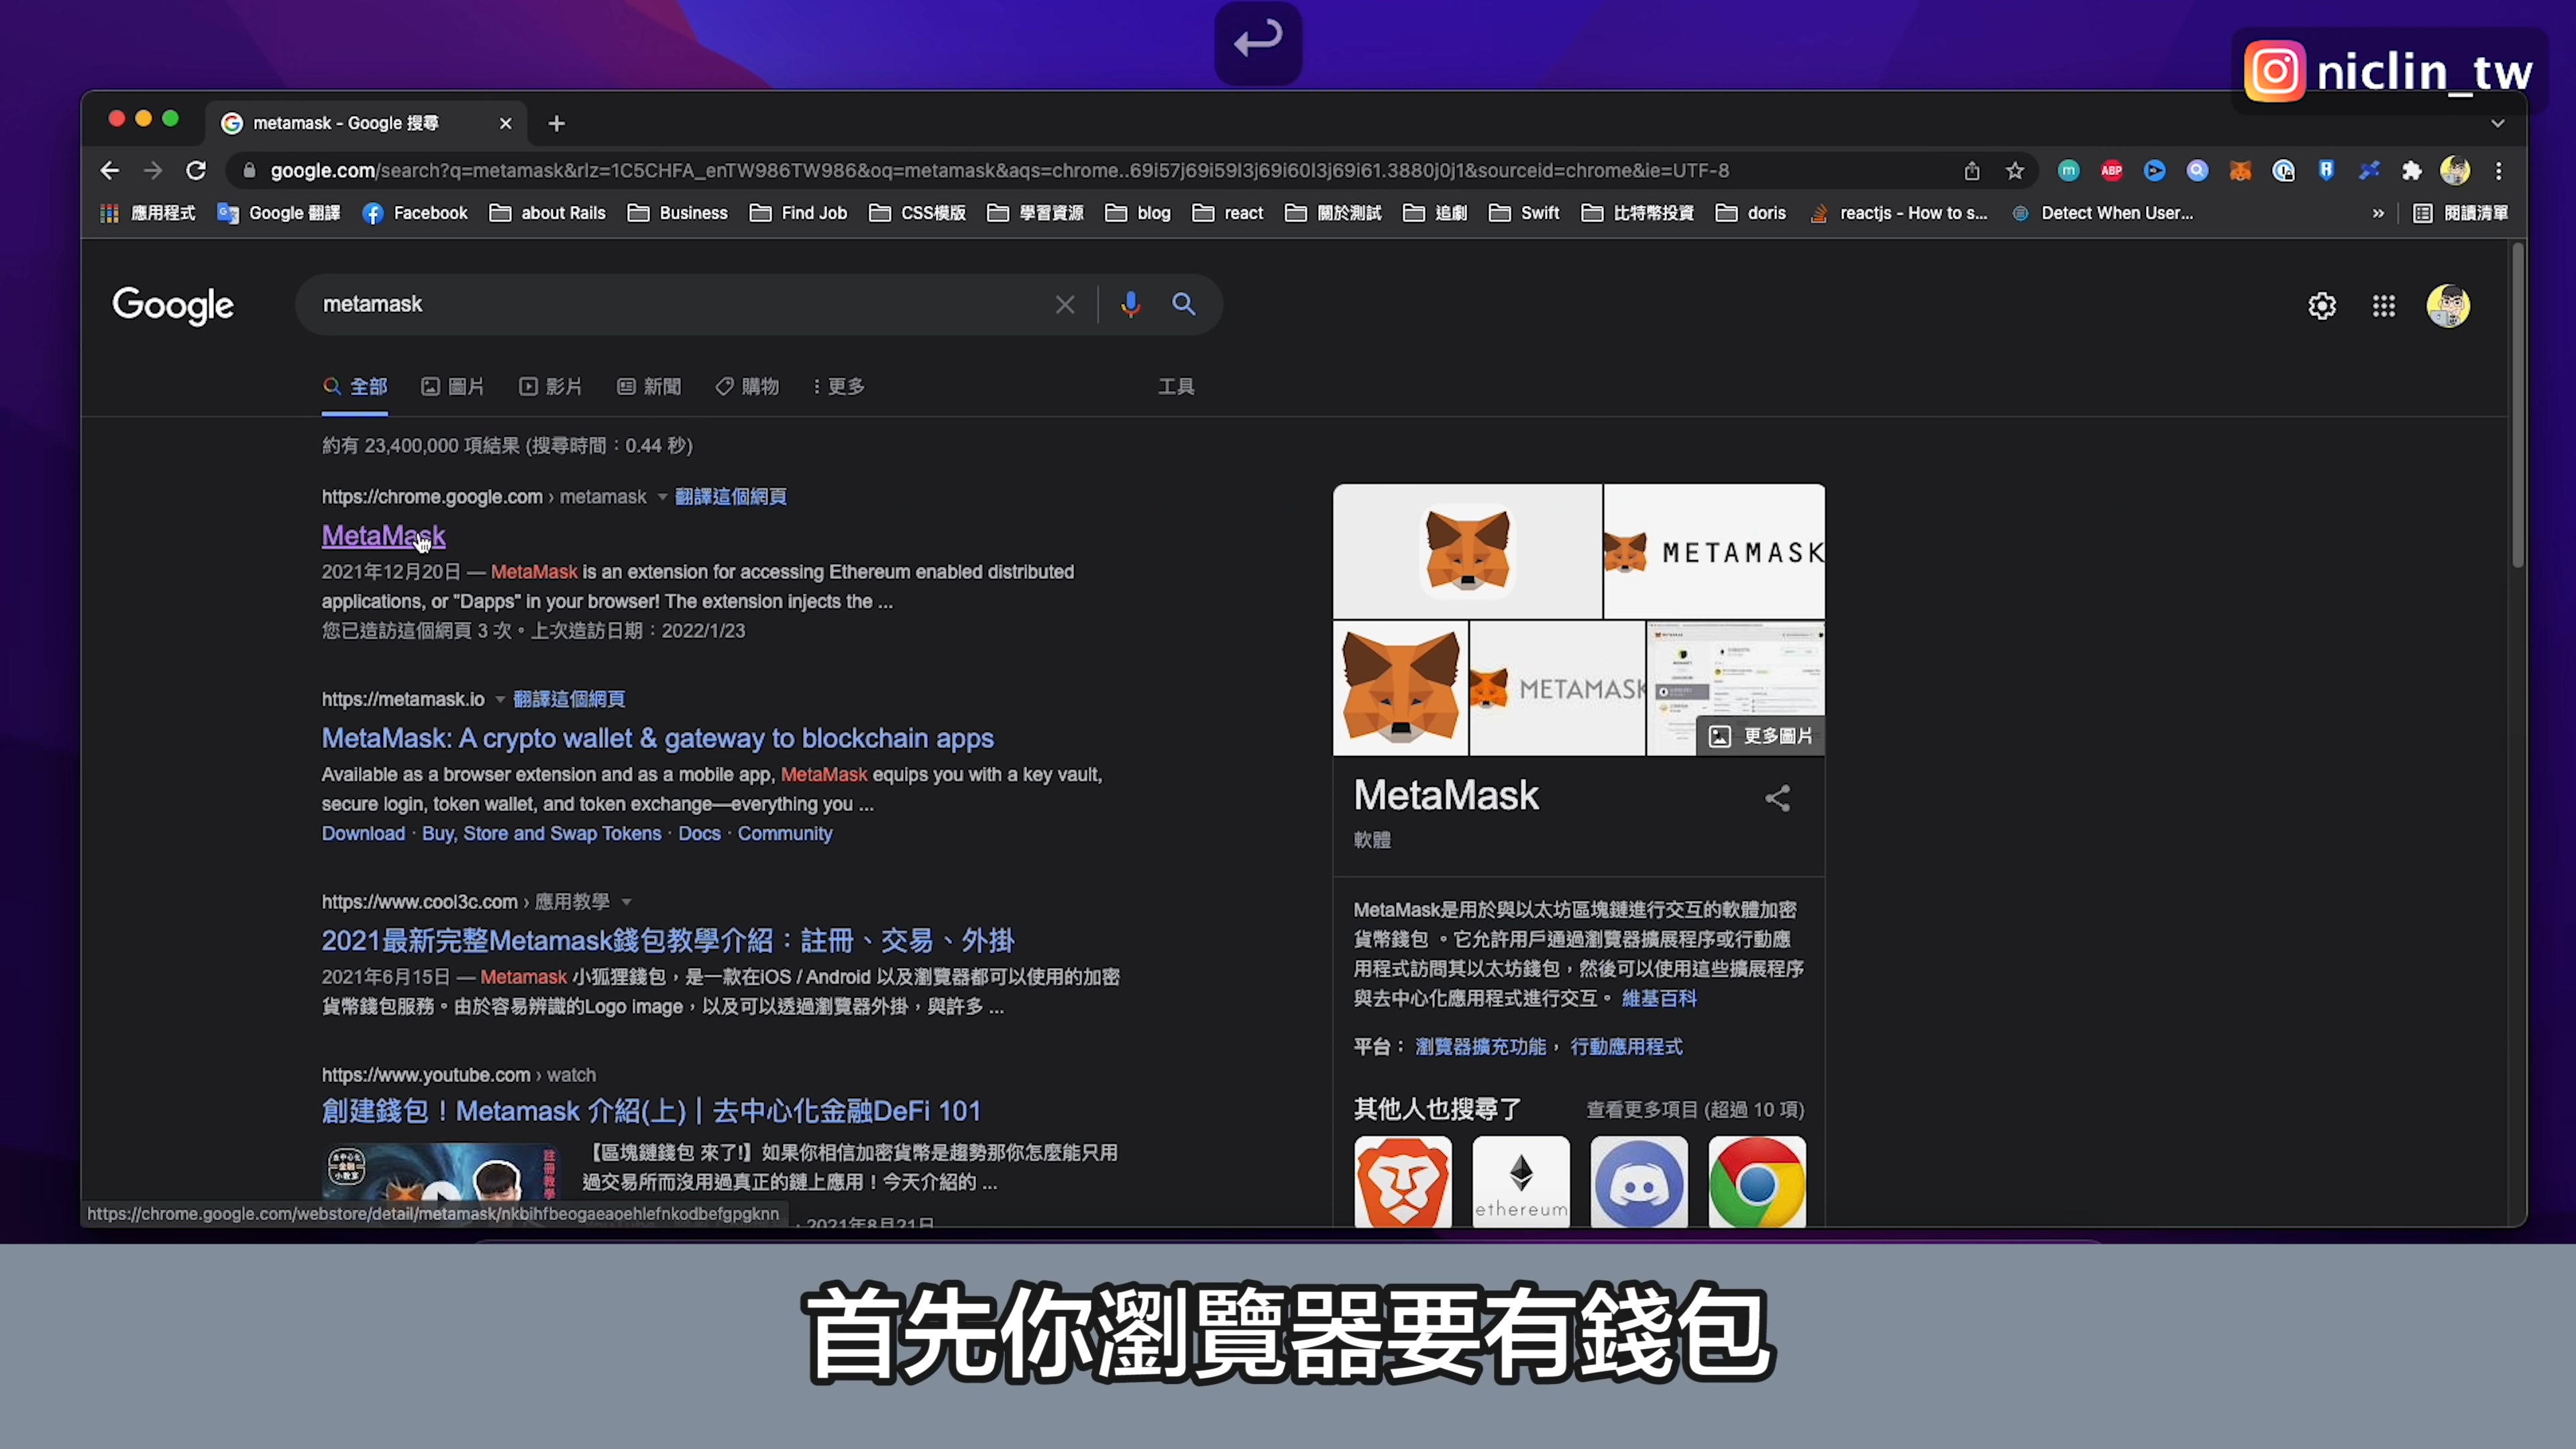 niclin_tw
metamask - Google 搜尋
google.com/search?q=metamask&rlz=1C5CHFA_enTW986TW986&oq=metamask&aqs=chrome..69i57j69i59l3j69i60l3j69i61.3880j0j1&sourceid=chrome&ie=UTF-8
應用程式 Google 翻譯 Facebook about Rails Business Find Job CSS模版 學習資源 blog react 關於測試 追劇 Swift 比特幣投資 doris reactjs - How to s... Detect When User... » 閱讀清單
Google metamask
全部 圖片 影片 新聞 購物 更多 工具
約有 23,400,000 項結果 (搜尋時間:0.44 秒)
https://chrome.google.com › metamask 翻譯這個網頁
MetaMask
2021年12月20日 — MetaMask is an extension for accessing Ethereum enabled distributed
applications, or "Dapps" in your browser! The extension injects the ...
您已造訪這個網頁 3 次。上次造訪日期:2022/1/23
https://metamask.io 翻譯這個網頁
MetaMask: A crypto wallet & gateway to blockchain apps
Available as a browser extension and as a mobile app, MetaMask equips you with a key vault,
secure login, token wallet, and token exchange—everything you ...
Download · Buy, Store and Swap Tokens · Docs · Community
https://www.cool3c.com › 應用教學
2021最新完整Metamask錢包教學介紹:註冊、交易、外掛
2021年6月15日 — Metamask 小狐狸錢包,是一款在iOS / Android 以及瀏覽器都可以使用的加密
貨幣錢包服務。由於容易辨識的Logo image,以及可以透過瀏覽器外掛,與許多 ...
https://www.youtube.com › watch
創建錢包!Metamask 介紹(上)|去中心化金融DeFi 101
【區塊鏈錢包 來了!】如果你相信加密貨幣是趨勢那你怎麼能只用
過交易所而沒用過真正的鏈上應用!今天介紹的 ...
註冊教學
· 2021年8月21日
https://chrome.google.com/webstore/detail/metamask/nkbihfbeogaeaoehlefnkodbefgpgknn
METAMASK
METAMASK
更多圖片
MetaMask
軟體
MetaMask是用於與以太坊區塊鏈進行交互的軟體加密
貨幣錢包 。它允許用戶通過瀏覽器擴展程序或行動應
用程式訪問其以太坊錢包,然後可以使用這些擴展程序
與去中心化應用程式進行交互。 維基百科
平台: 瀏覽器擴充功能, 行動應用程式
其他人也搜尋了 查看更多項目 (超過 10 項)
ethereum
首先你瀏覽器要有錢包